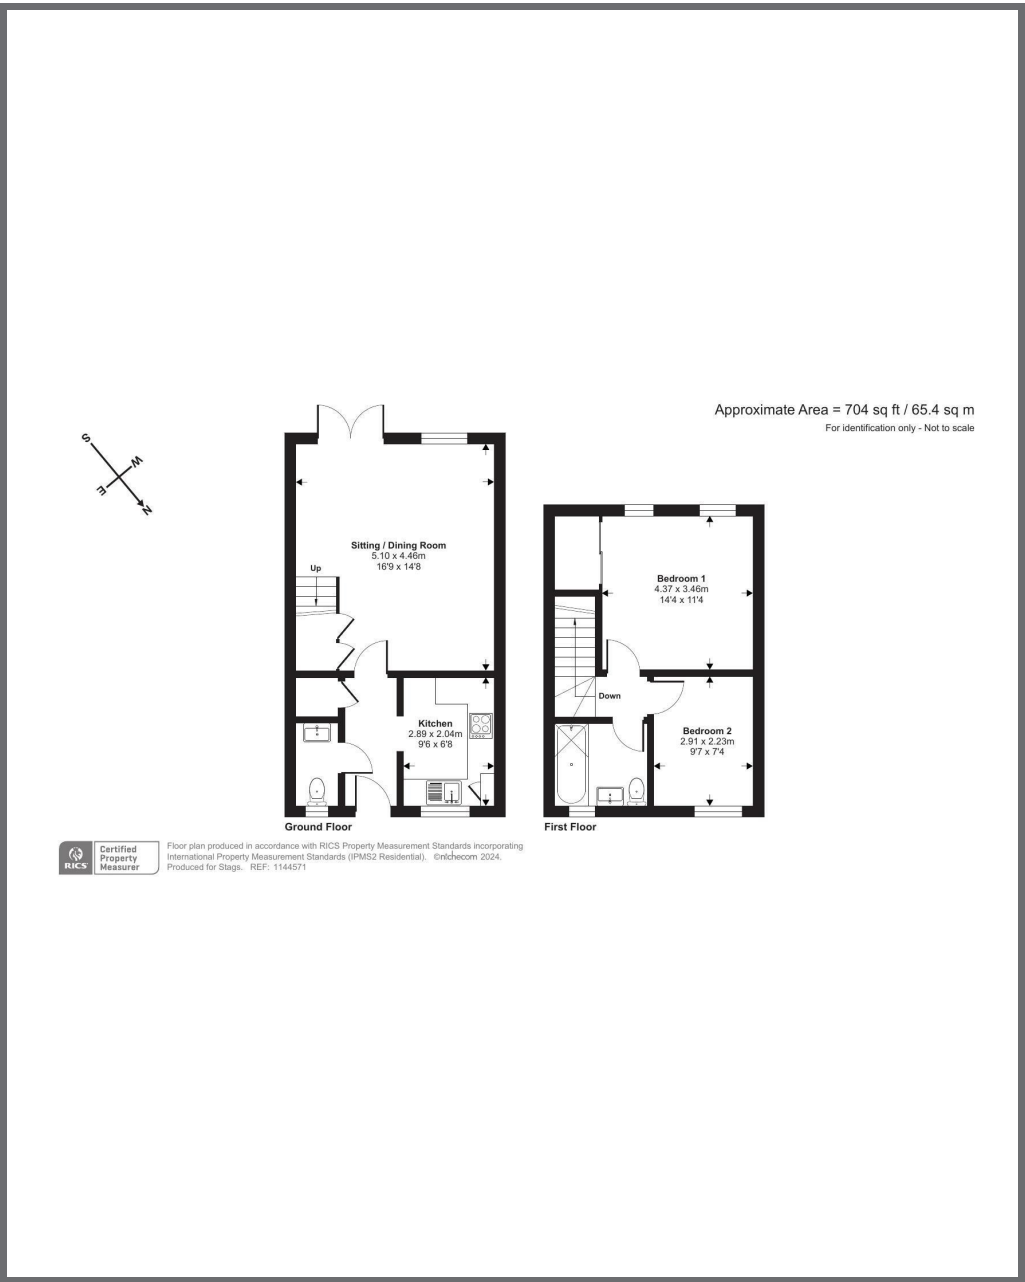 Approximate Area = 704 sq ft / 65.4 sq m
For identification only - Not to scale
S
W
E
N
Sitting / Dining Room
5.10 x 4.46m
16'9 x 14'8
Up
Kitchen
2.89 x 2.04m
9'6 x 6'8
Ground Floor
Bedroom 1
4.37 x 3.46m
14'4 x 11'4
Down
Bedroom 2
2.91 x 2.23m
9'7 x 7'4
First Floor
RICS
Certified
Property
Measurer
Floor plan produced in accordance with RICS Property Measurement Standards incorporating
International Property Measurement Standards (IPMS2 Residential). ©nichecom 2024.
Produced for Stags. REF: 1144571